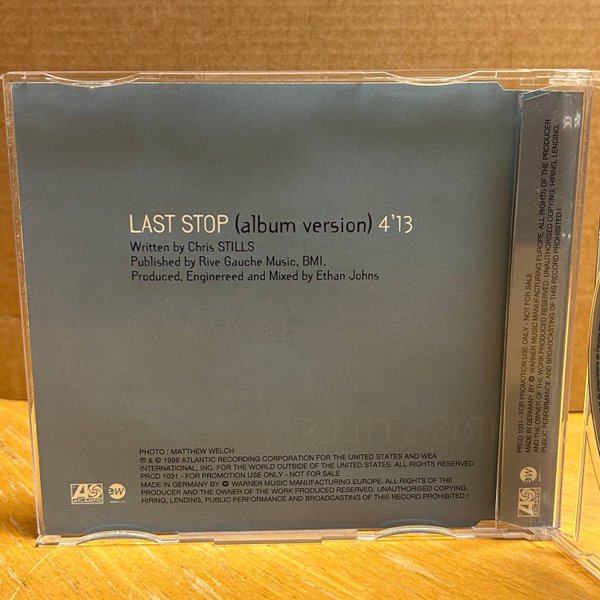 LAST STOP (album version) 4'13
Written by Chris STILLS
Published by Rive Gauche Music, BMI.
Produced, Enginereed and Mixed by Ethan Johns
PHOTO : MATTHEW WELCH
℗ & © 1998 ATLANTIC RECORDING CORPORATION FOR THE UNITED STATES AND WEA
INTERNATIONAL, INC. FOR THE WORLD OUTSIDE OF THE UNITED STATES. ALL RIGHTS RESERVED
PRCD 1031 - FOR PROMOTION USE ONLY - NOT FOR SALE
MADE IN GERMANY BY © WARNER MUSIC MANUFACTURING EUROPE. ALL RIGHTS OF THE
PRODUCER AND THE OWNER OF THE WORK PRODUCED RESERVED. UNAUTHORISED COPYING,
HIRING, LENDING, PUBLIC PERFORMANCE AND BROADCASTING OF THIS RECORD PROHIBITED !
ATLANTIC
ew
PRCD 1031 - FOR PROMOTION USE ONLY - NOT FOR SALE
MADE IN GERMANY BY © WARNER MUSIC MANUFACTURING EUROPE. ALL RIGHTS OF THE PRODUCER
AND THE OWNER OF THE WORK PRODUCED RESERVED. UNAUTHORISED COPYING, HIRING, LENDING,
PUBLIC PERFORMANCE AND BROADCASTING OF THIS RECORD PROHIBITED !
ATLANTIC
ew